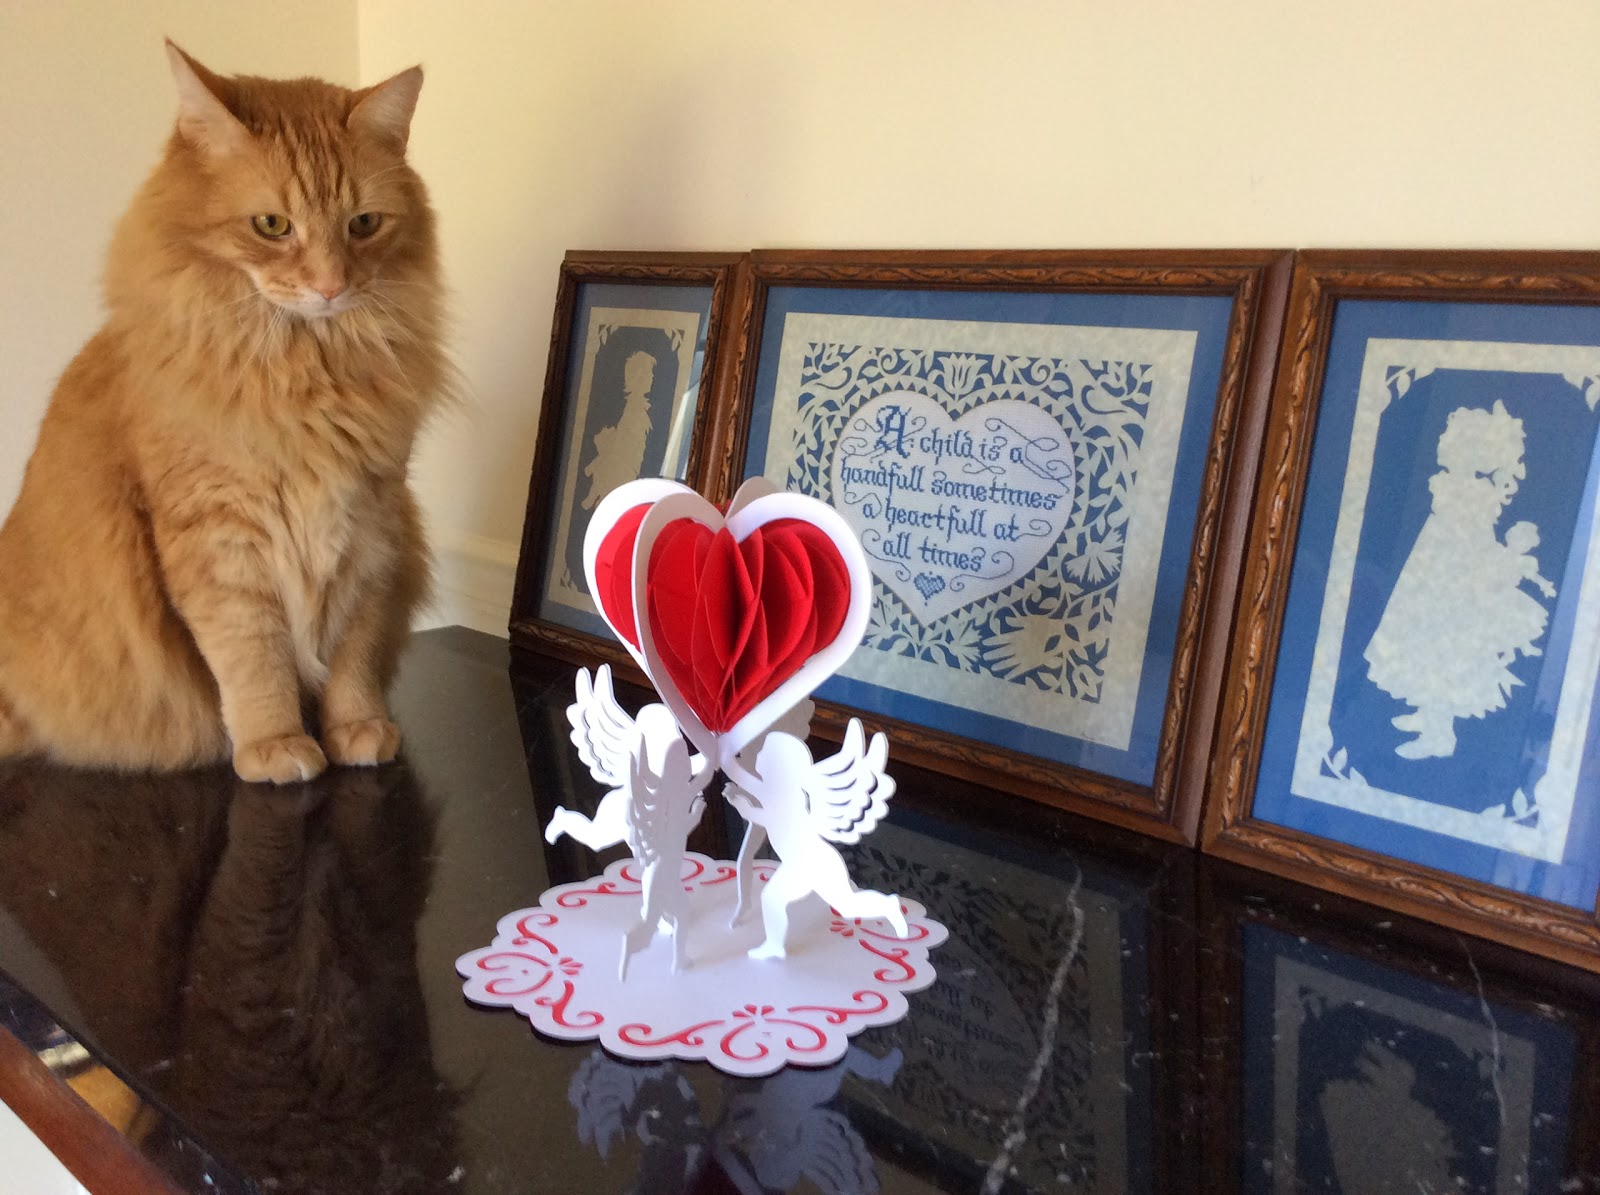 A child is a
handfull sometimes
a heartfull at
all times